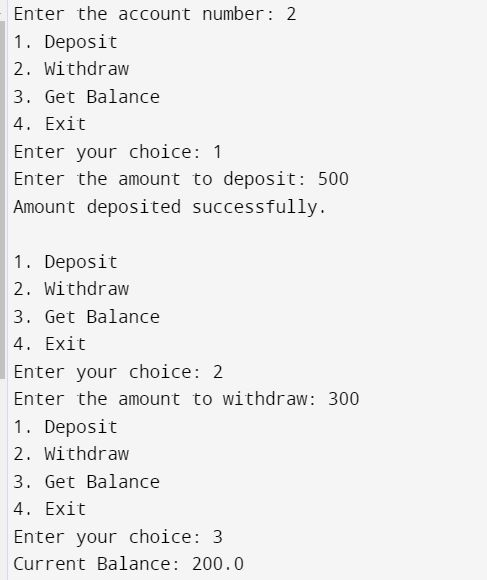 Enter the account number: 2
1. Deposit
2. Withdraw
3. Get Balance
4. Exit
Enter your choice: 1
Enter the amount to deposit: 500
Amount deposited successfully.

1. Deposit
2. Withdraw
3. Get Balance
4. Exit
Enter your choice: 2
Enter the amount to withdraw: 300
1. Deposit
2. Withdraw
3. Get Balance
4. Exit
Enter your choice: 3
Current Balance: 200.0